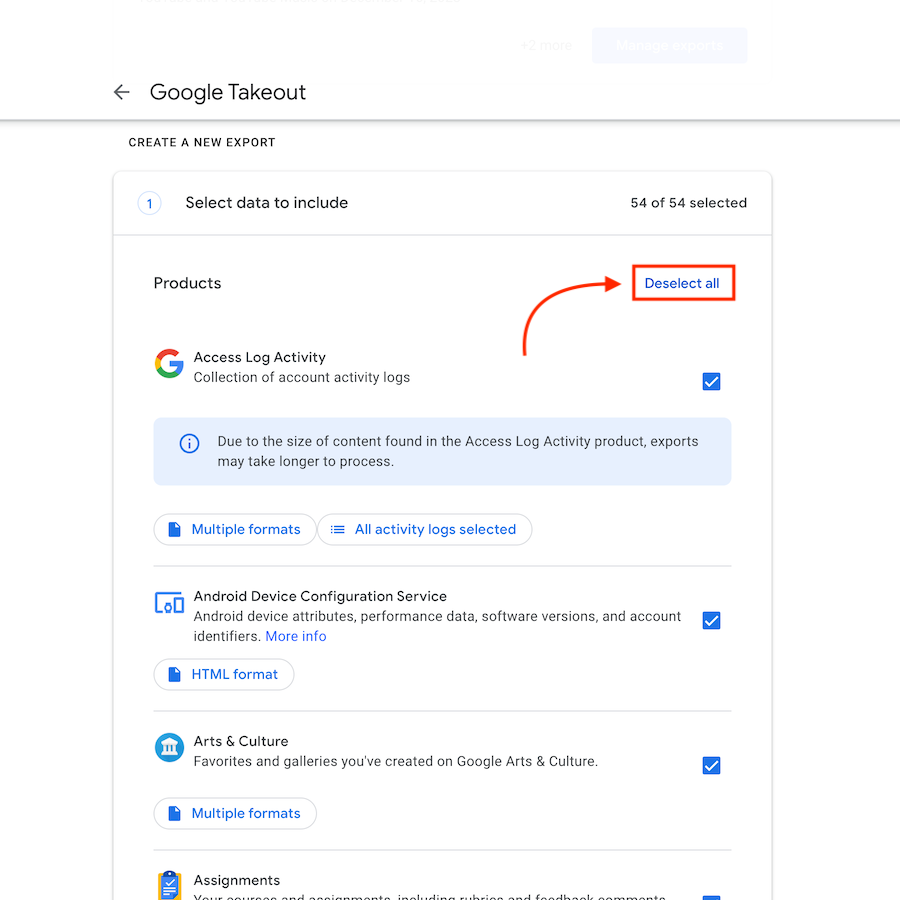 +2 more
Manage exports
Google Takeout
CREATE A NEW EXPORT
1
Select data to include
54 of 54 selected
Products
Deselect all
Access Log Activity
Collection of account activity logs
Due to the size of content found in the Access Log Activity product, exports
may take longer to process.
Multiple formats
All activity logs selected
Android Device Configuration Service
Android device attributes, performance data, software versions, and account
identifiers. More info
HTML format
Arts & Culture
Favorites and galleries you've created on Google Arts & Culture.
Multiple formats
Assignments
Your courses and assignments, including rubrics and feedback comments.